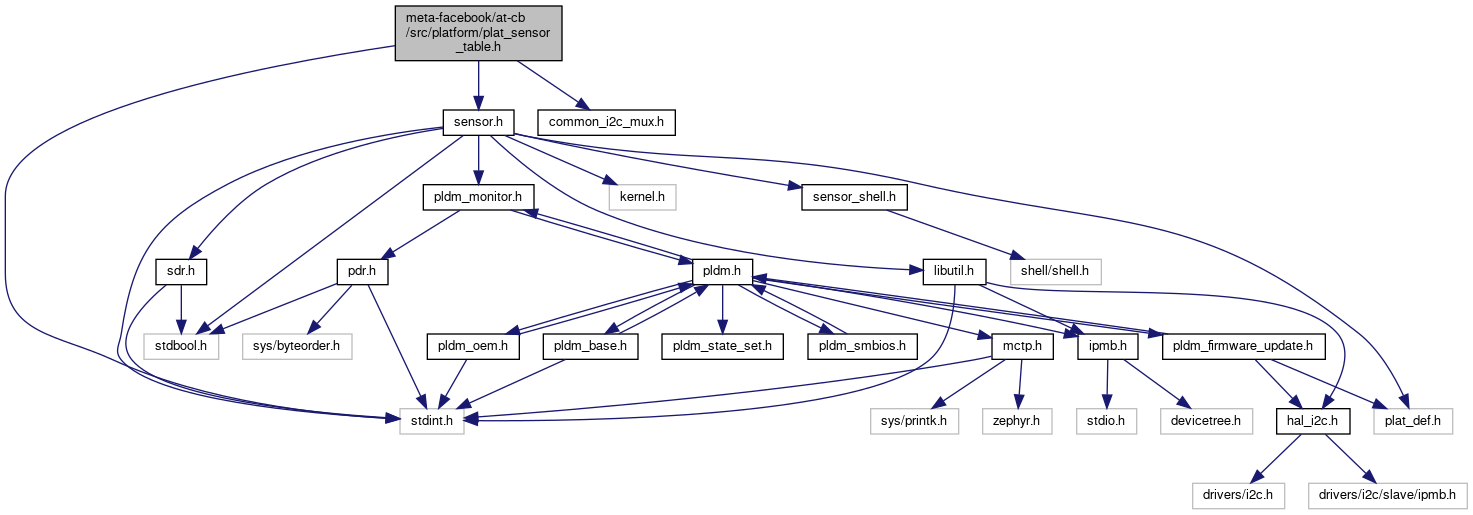 meta-facebook/at-cb
/src/platform/plat_sensor
_table.h
sensor.h
common_i2c_mux.h
pldm_monitor.h
kernel.h
sensor_shell.h
sdr.h
pdr.h
pldm.h
libutil.h
shell/shell.h
stdbool.h
sys/byteorder.h
pldm_oem.h
pldm_base.h
pldm_state_set.h
pldm_smbios.h
mctp.h
ipmb.h
pldm_firmware_update.h
stdint.h
sys/printk.h
zephyr.h
stdio.h
devicetree.h
hal_i2c.h
plat_def.h
drivers/i2c.h
drivers/i2c/slave/ipmb.h